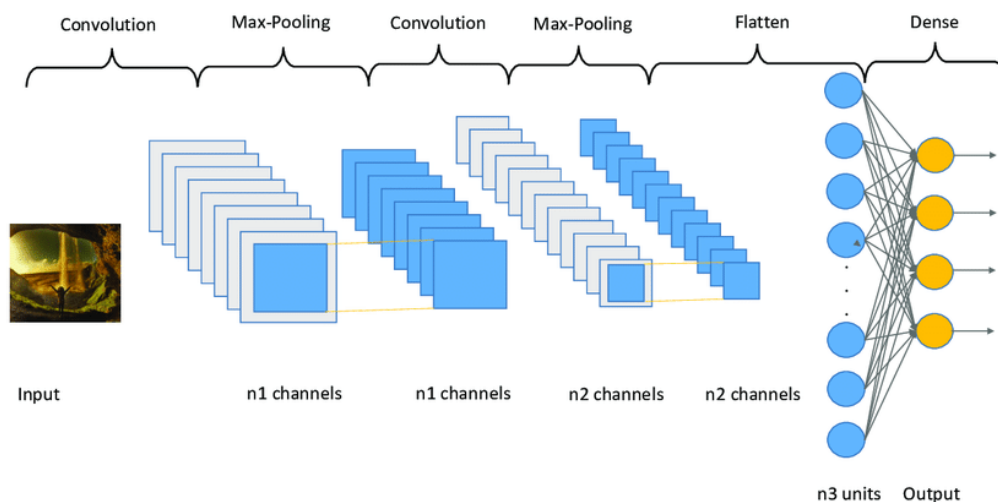 Convolution Max-Pooling Convolution Max-Pooling Flatten Dense
Input n1 channels n1 channels n2 channels n2 channels
n3 units Output